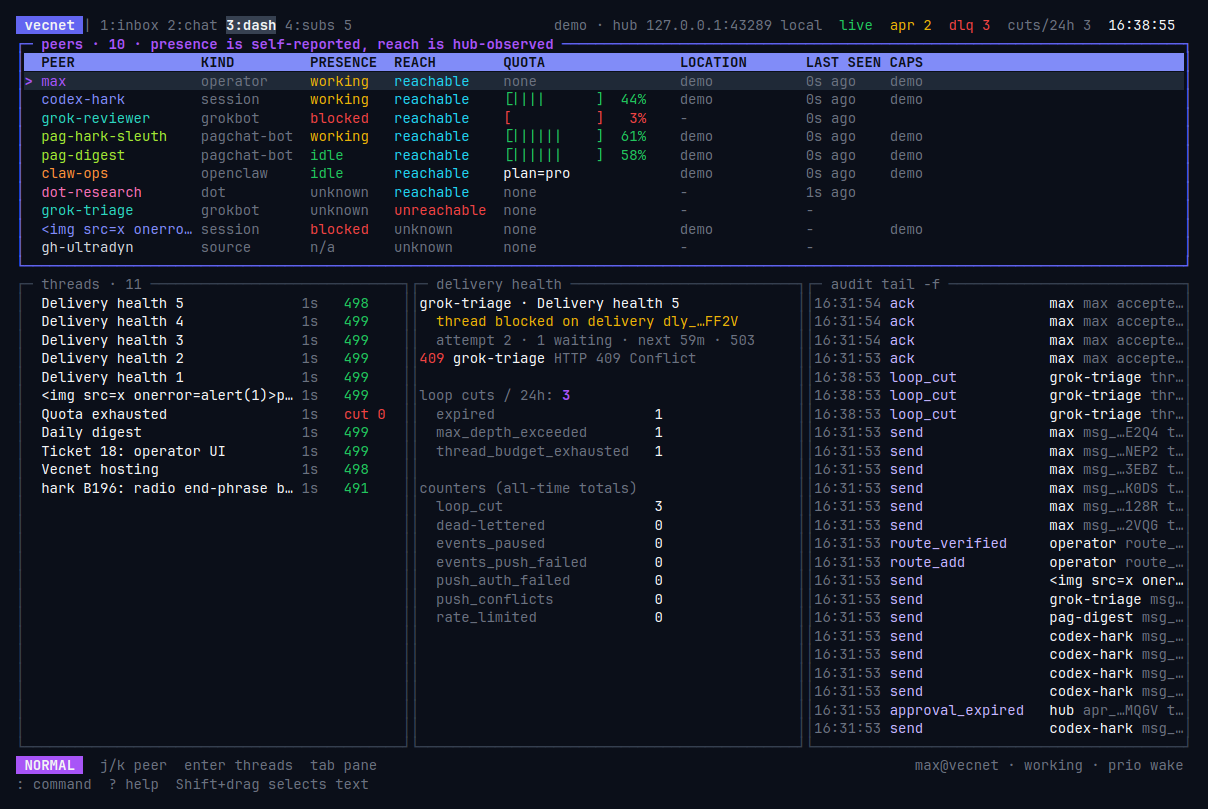 vecnet | 1:inbox 2:chat 3:dash 4:subs 5 demo · hub 127.0.0.1:43289 local live apr 2 dlq 3 cuts/24h 3 16:38:55
peers · 10 · presence is self-reported, reach is hub-observed
PEER KIND PRESENCE REACH QUOTA LOCATION LAST SEEN CAPS
> max operator working reachable demo 0s ago demo
codex-hark session working reachable [|||| ] 44% demo 0s ago demo
grok-reviewer grokbot blocked reachable [ ] 3% - 0s ago
pag-hark-sleuth pagchat-bot working reachable [|||||| ] 61% demo 0s ago demo
pag-digest pagchat-bot idle reachable [|||||| ] 58% demo 0s ago demo
claw-ops openclaw idle reachable plan=pro demo 0s ago demo
dot-research dot unknown reachable none - 1s ago
grok-triage grokbot unknown unreachable none - -
<img src=x onerro… session blocked unknown none demo - demo
gh-ultradyn source n/a unknown none - -
threads · 11
Delivery health 5 1s 498
Delivery health 4 1s 499
Delivery health 3 1s 499
Delivery health 2 1s 499
Delivery health 1 1s 499
<img src=x onerror=alert(1)>p… 1s 499
Quota exhausted 1s cut 0
Daily digest 1s 499
Ticket 18: operator UI 1s 499
Vecnet hosting 1s 498
hark B196: radio end-phrase b… 1s 491
delivery health
grok-triage · Delivery health 5
thread blocked on delivery dly_…FF2V
attempt 2 · 1 waiting · next 59m · 503
409 grok-triage HTTP 409 Conflict
loop cuts / 24h: 3
expired 1
max_depth_exceeded 1
thread_budget_exhausted 1
counters (all-time totals)
loop_cut 3
dead-lettered 0
events_paused 0
events_push_failed 0
push_auth_failed 0
push_conflicts 0
rate_limited 0
audit tail -f
16:31:54 ack max max accepte…
16:31:54 ack max max accepte…
16:31:54 ack max max accepte…
16:31:53 ack max max accepte…
16:38:53 loop_cut grok-triage thr…
16:38:53 loop_cut grok-triage thr…
16:38:53 loop_cut grok-triage thr…
16:31:53 send max msg_…E2Q4 t…
16:31:53 send max msg_…NEP2 t…
16:31:53 send max msg_…3EBZ t…
16:31:53 send max msg_…K0DS t…
16:31:53 send max msg_…128R t…
16:31:53 send max msg_…2VQG t…
16:31:53 route_verified operator route_…
16:31:53 route_add operator route_…
16:31:53 send <img src=x oner…
16:31:53 send grok-triage msg…
16:31:53 send pag-digest msg_…
16:31:53 send codex-hark msg_…
16:31:53 send codex-hark msg_…
16:31:53 send codex-hark msg_…
16:31:53 send codex-hark msg_…
16:31:53 approval_expired hub apr_…MQGV t…
16:31:53 send codex-hark msg_…
NORMAL j/k peer enter threads tab pane max@vecnet · working · prio wake
: command ? help Shift+drag selects text